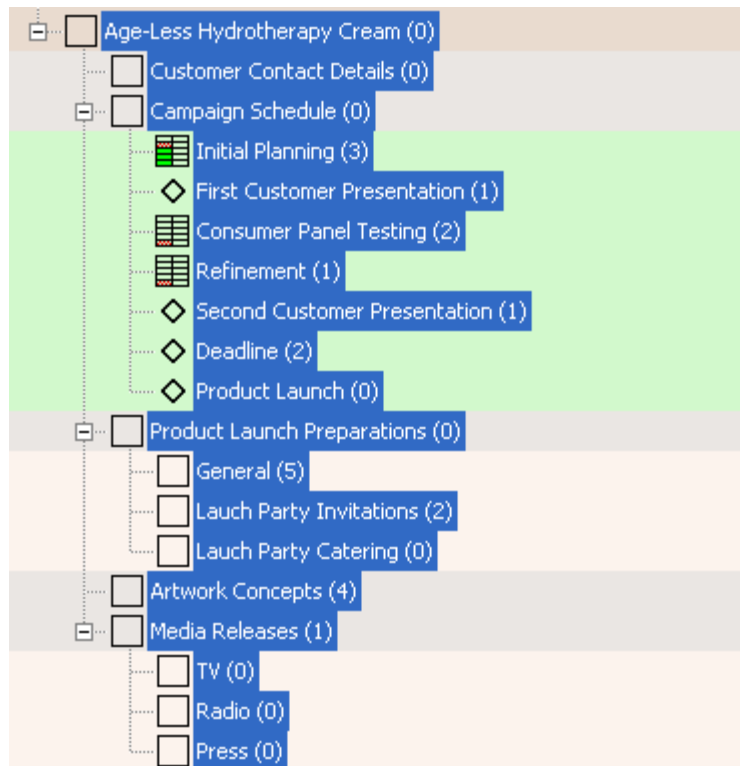 Age-Less Hydrotherapy Cream (0)
Customer Contact Details (0)
Campaign Schedule (0)
Initial Planning (3)
First Customer Presentation (1)
Consumer Panel Testing (2)
Refinement (1)
Second Customer Presentation (1)
Deadline (2)
Product Launch (0)
Product Launch Preparations (0)
General (5)
Lauch Party Invitations (2)
Lauch Party Catering (0)
Artwork Concepts (4)
Media Releases (1)
TV (0)
Radio (0)
Press (0)